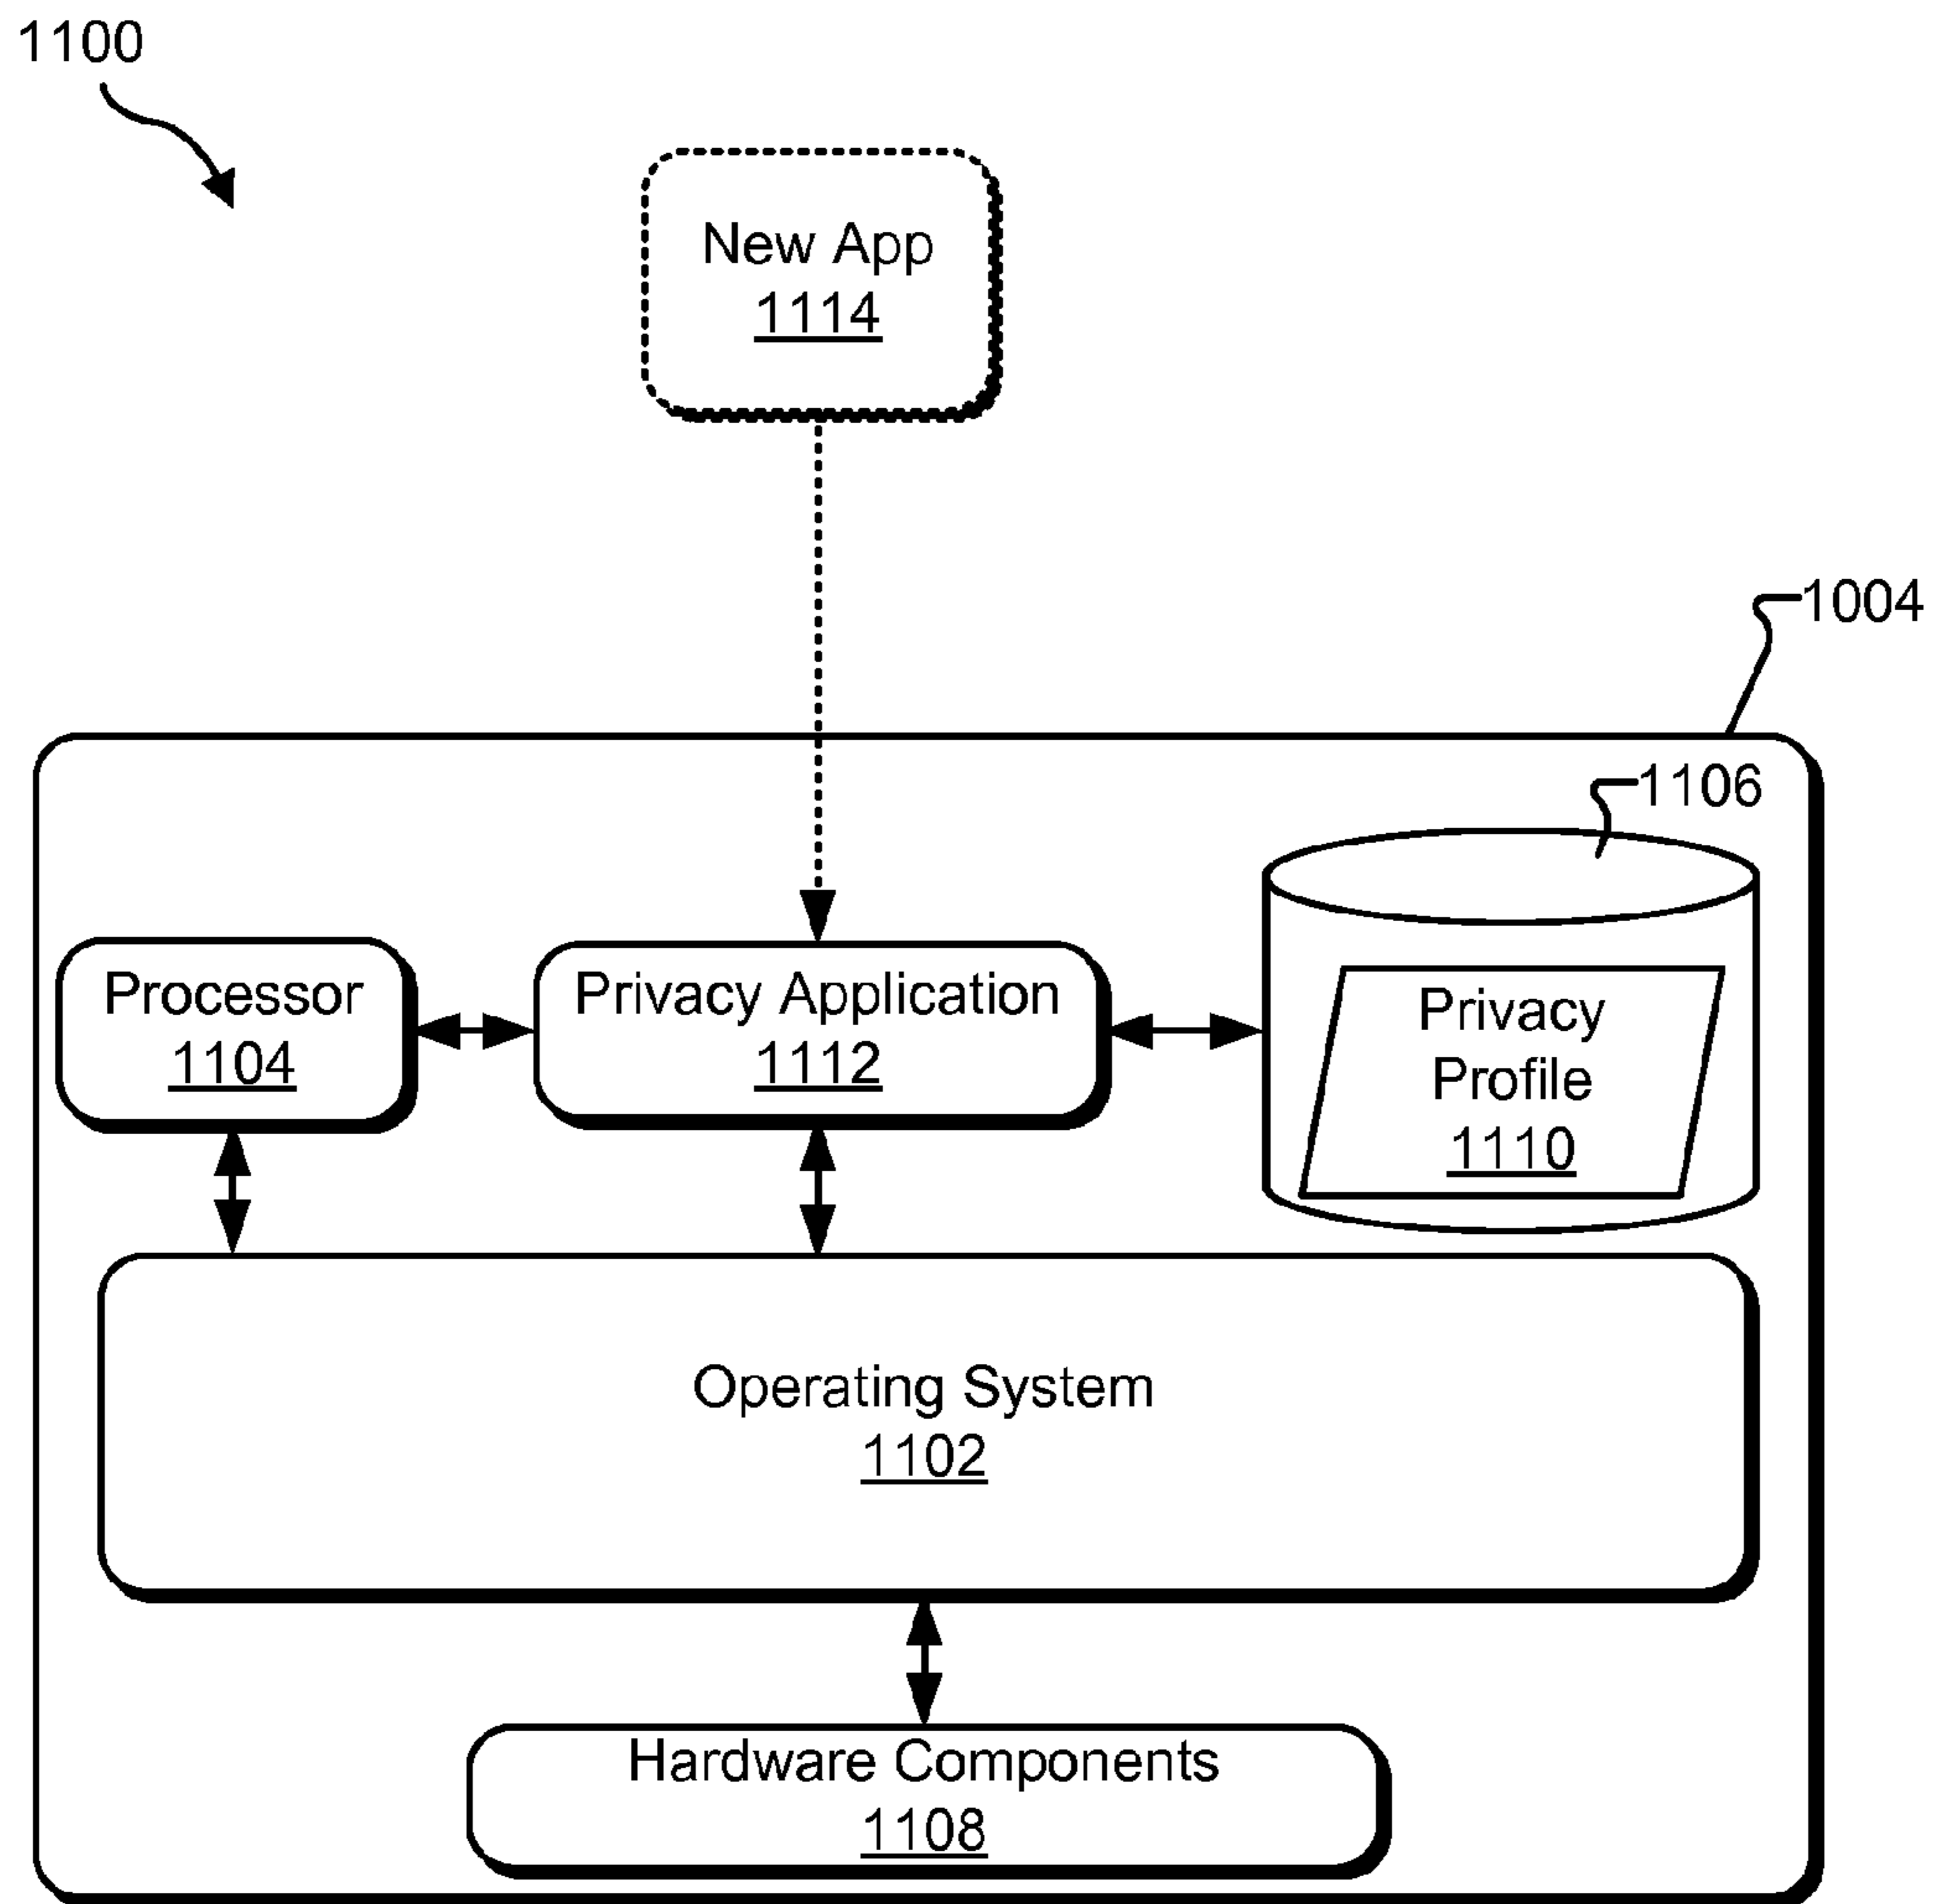 1100
New App
1114
1004
1106
Processor
1104
Privacy Application
1112
Privacy
Profile
1110
Operating System
1102
Hardware Components
1108